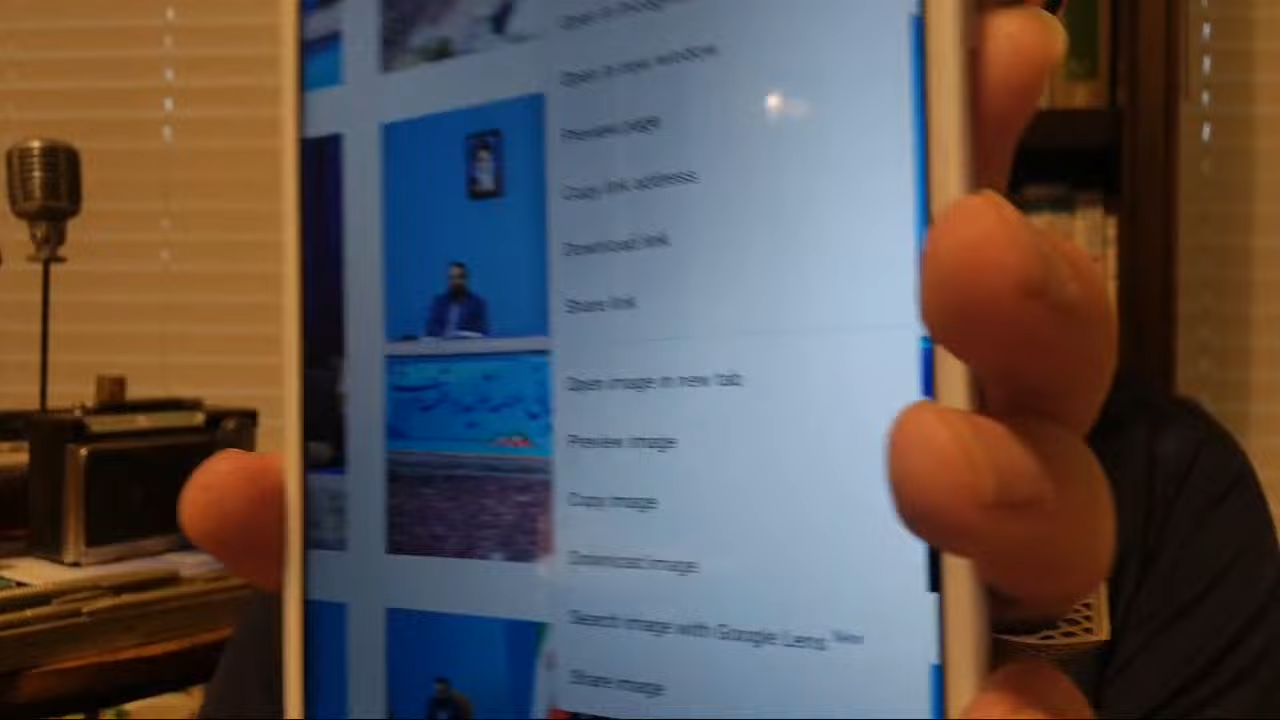 Open in new window
Preview page
Copy link address
Download link
Share link
Open image in new tab
Preview image
Copy image
Download image
Search image with Google Lens New
Share image